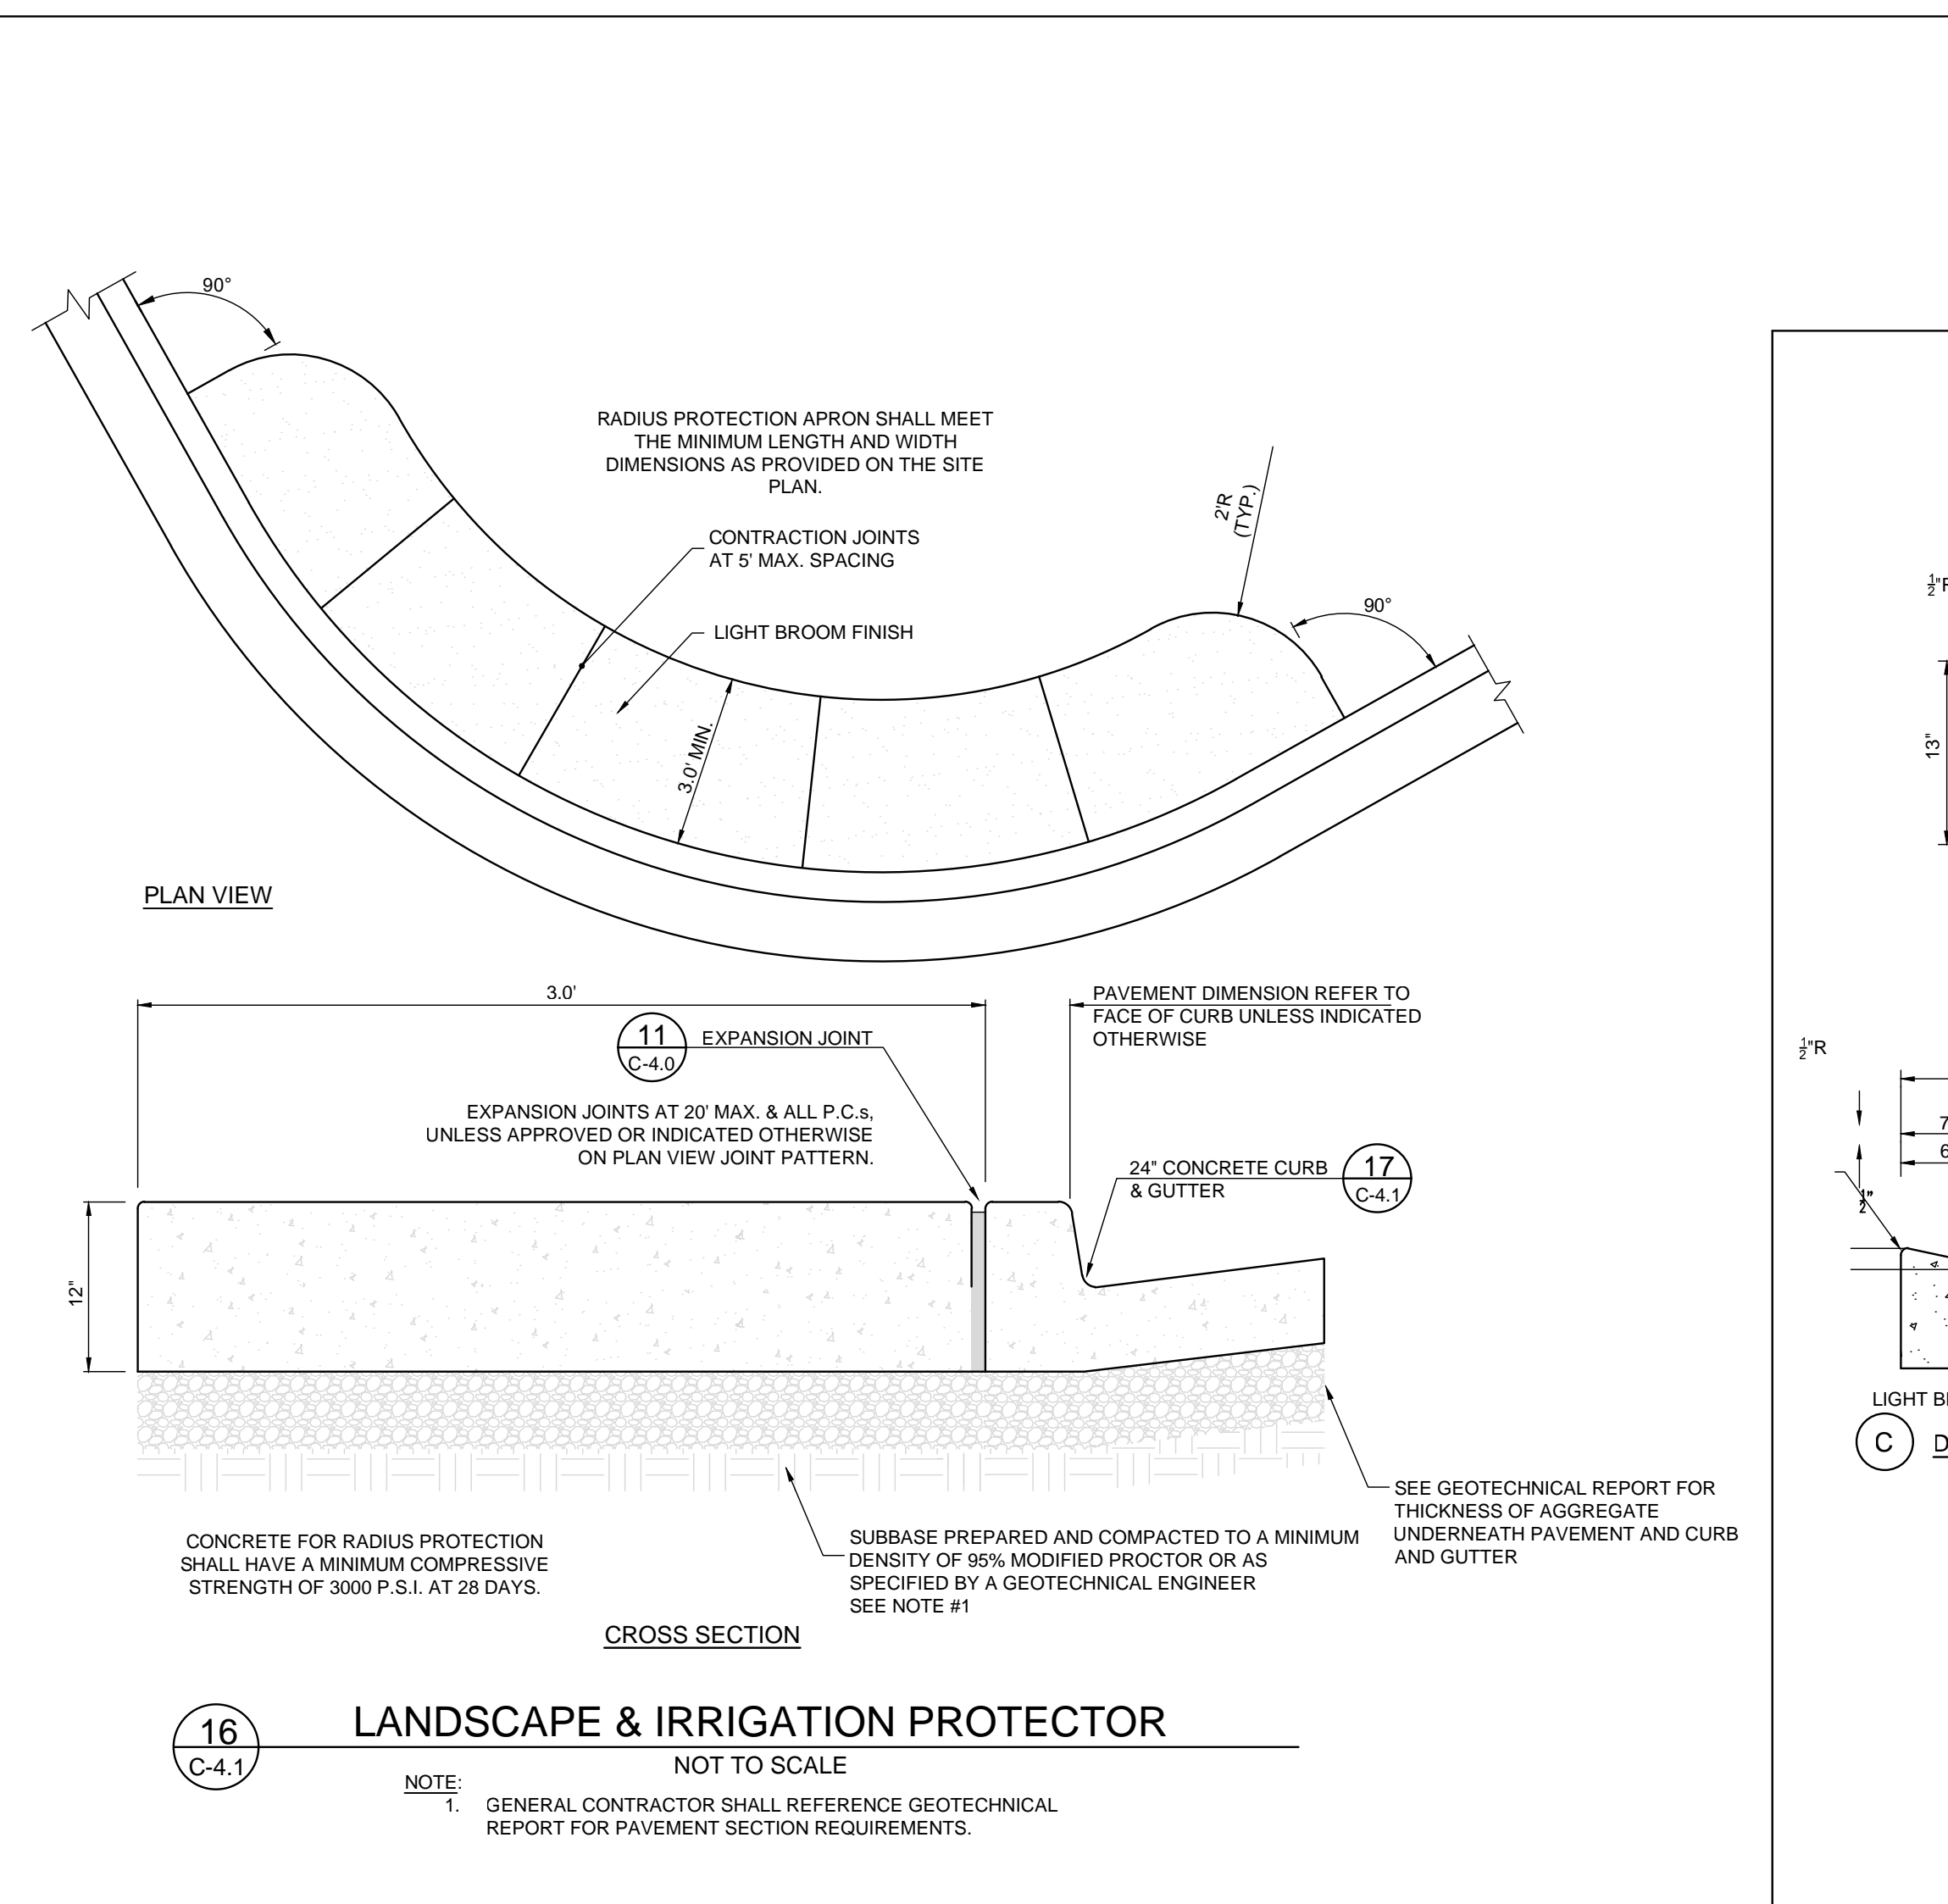 90°
RADIUS PROTECTION APRON SHALL MEET
THE MINIMUM LENGTH AND WIDTH
DIMENSIONS AS PROVIDED ON THE SITE
PLAN.
CONTRACTION JOINTS
AT 5' MAX. SPACING
LIGHT BROOM FINISH
3.0' MIN.
2'R
(TYP.)
90°
PLAN VIEW
3.0'
11
C-4.0
EXPANSION JOINT
EXPANSION JOINTS AT 20' MAX. & ALL P.C.s,
UNLESS APPROVED OR INDICATED OTHERWISE
ON PLAN VIEW JOINT PATTERN.
PAVEMENT DIMENSION REFER TO
FACE OF CURB UNLESS INDICATED
OTHERWISE
24" CONCRETE CURB
& GUTTER
17
C-4.1
12"
CONCRETE FOR RADIUS PROTECTION
SHALL HAVE A MINIMUM COMPRESSIVE
STRENGTH OF 3000 P.S.I. AT 28 DAYS.
SUBBASE PREPARED AND COMPACTED TO A MINIMUM
DENSITY OF 95% MODIFIED PROCTOR OR AS
SPECIFIED BY A GEOTECHNICAL ENGINEER
SEE NOTE #1
SEE GEOTECHNICAL REPORT FOR
THICKNESS OF AGGREGATE
UNDERNEATH PAVEMENT AND CURB
AND GUTTER
CROSS SECTION
16
C-4.1
LANDSCAPE & IRRIGATION PROTECTOR
NOT TO SCALE
NOTE:
1. GENERAL CONTRACTOR SHALL REFERENCE GEOTECHNICAL
REPORT FOR PAVEMENT SECTION REQUIREMENTS.
½"R
13"
½"R
7
6
½"
LIGHT
C